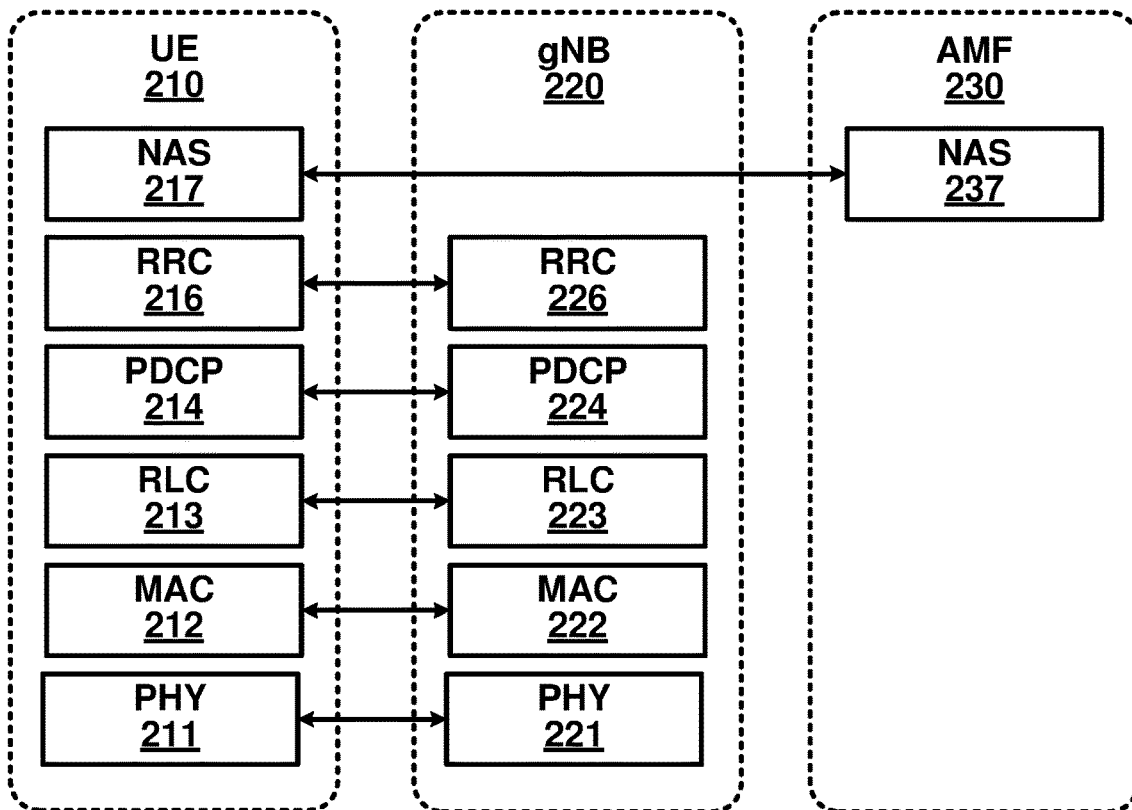 UE
210
gNB
220
AMF
230
NAS
217
NAS
237
RRC
216
RRC
226
PDCP
214
PDCP
224
RLC
213
RLC
223
MAC
212
MAC
222
PHY
211
PHY
221